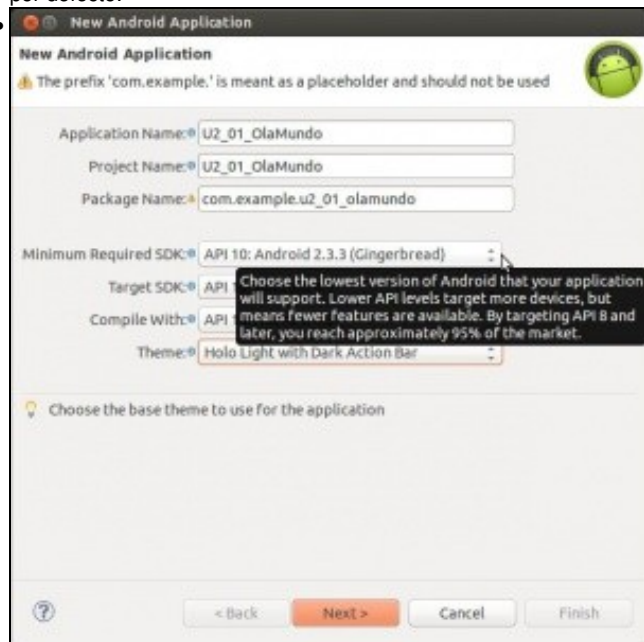 New Android Application
New Android Application
The prefix 'com.example.' is meant as a placeholder and should not be used
Application Name: U2_01_OlaMundo
Project Name: U2_01_OlaMundo
Package Name: com.example.u2_01_olamundo
Minimum Required SDK: API 10: Android 2.3.3 (Gingerbread)
Target SDK: API
Compile With: API
Choose the lowest version of Android that your application
will support. Lower API levels target more devices, but
means fewer features are available. By targeting API 8 and
later, you reach approximately 95% of the market.
Theme: Holo Light with Dark Action Bar
Choose the base theme to use for the application
? < Back Next > Cancel Finish